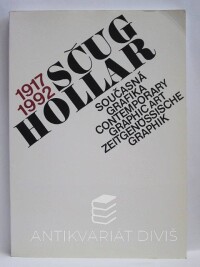 1917
1992
SČUG
HOLLAR
SOUČASNÁ
GRAFIKA
CONTEMPORARY
GRAPHIC ART
ZEITGENÖSSISCHE
GRAPHIK
ANTIKVARIÁT DIVIŠ